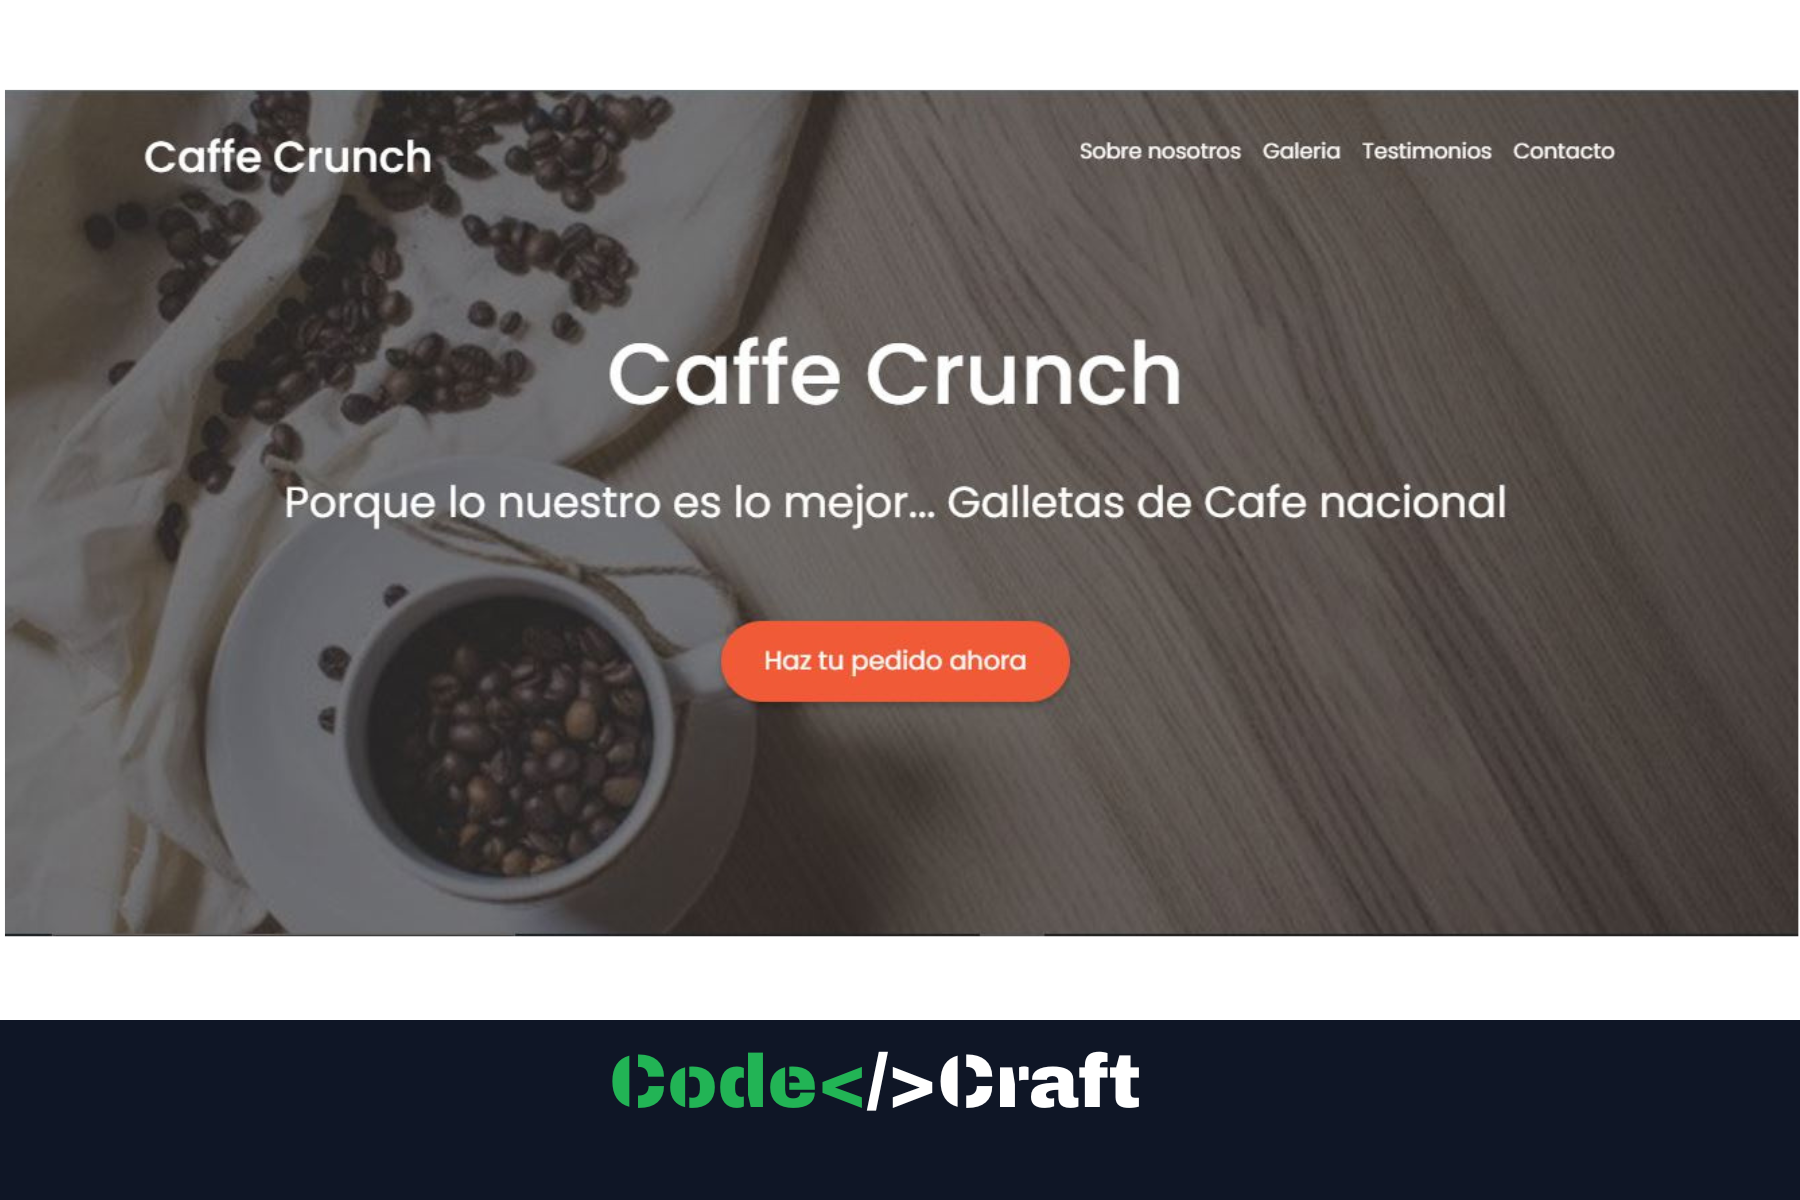 Caffe Crunch
Sobre nosotros Galeria Testimonios Contacto
Caffe Crunch
Porque lo nuestro es lo mejor... Galletas de Cafe nacional
Haz tu pedido ahora
Code</>Craft